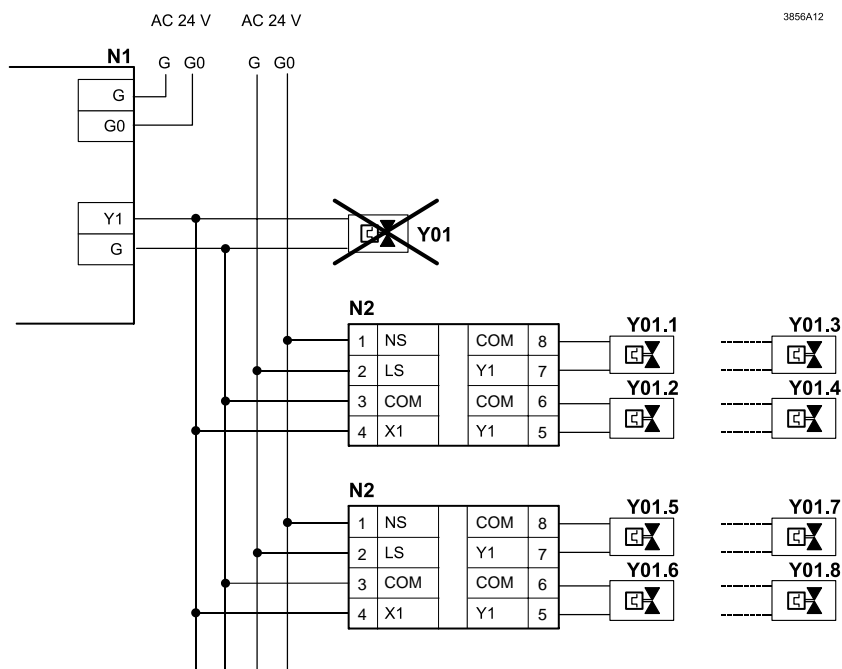 AC 24 V AC 24 V 3856A12
N1 G G0 G G0
G
G0
Y1
G Y01
N2 Y01.1 Y01.3
1 NS COM 8
2 LS Y1 7
Y01.2 Y01.4
3 COM COM 6
4 X1 Y1 5
N2 Y01.5 Y01.7
1 NS COM 8
2 LS Y1 7
Y01.6 Y01.8
3 COM COM 6
4 X1 Y1 5